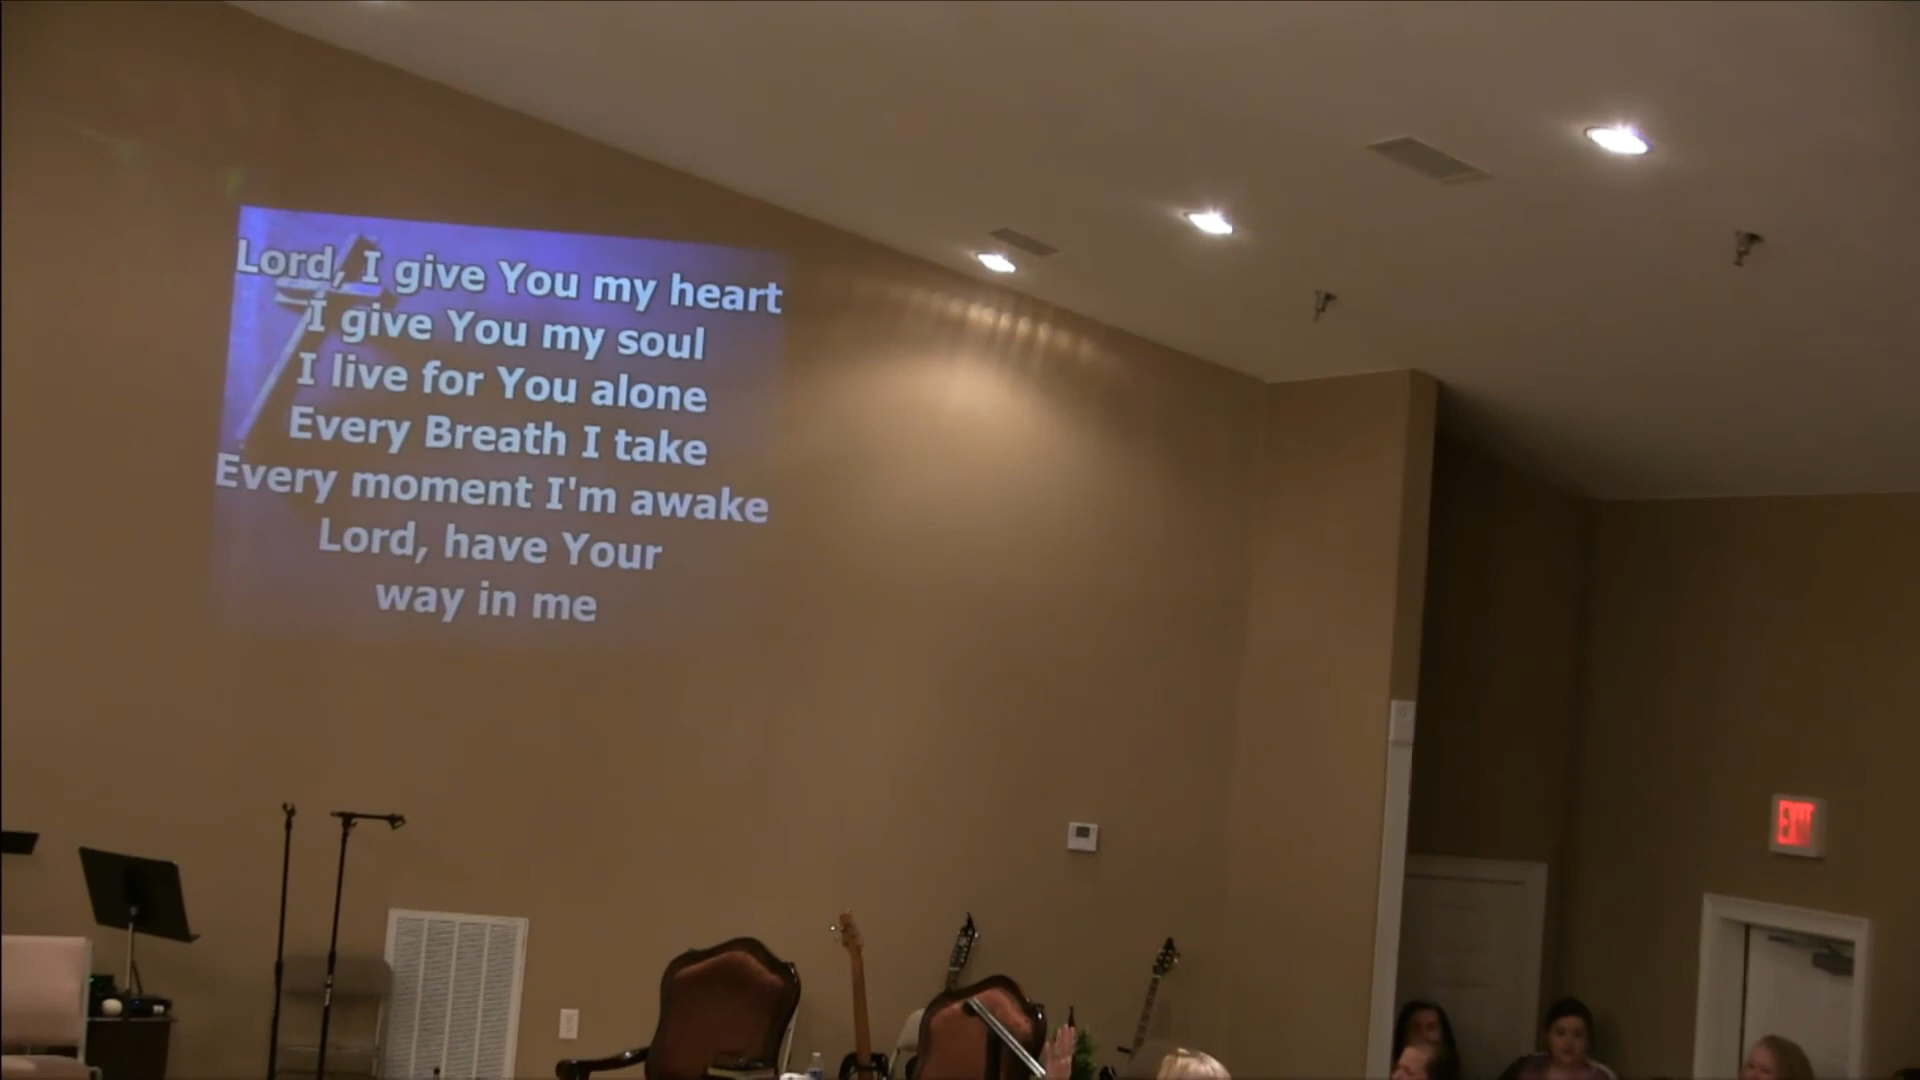 Lord, I give You my heart
I give You my soul
I live for You alone
Every Breath I take
Every moment I'm awake
Lord, have Your
way in me
EXIT